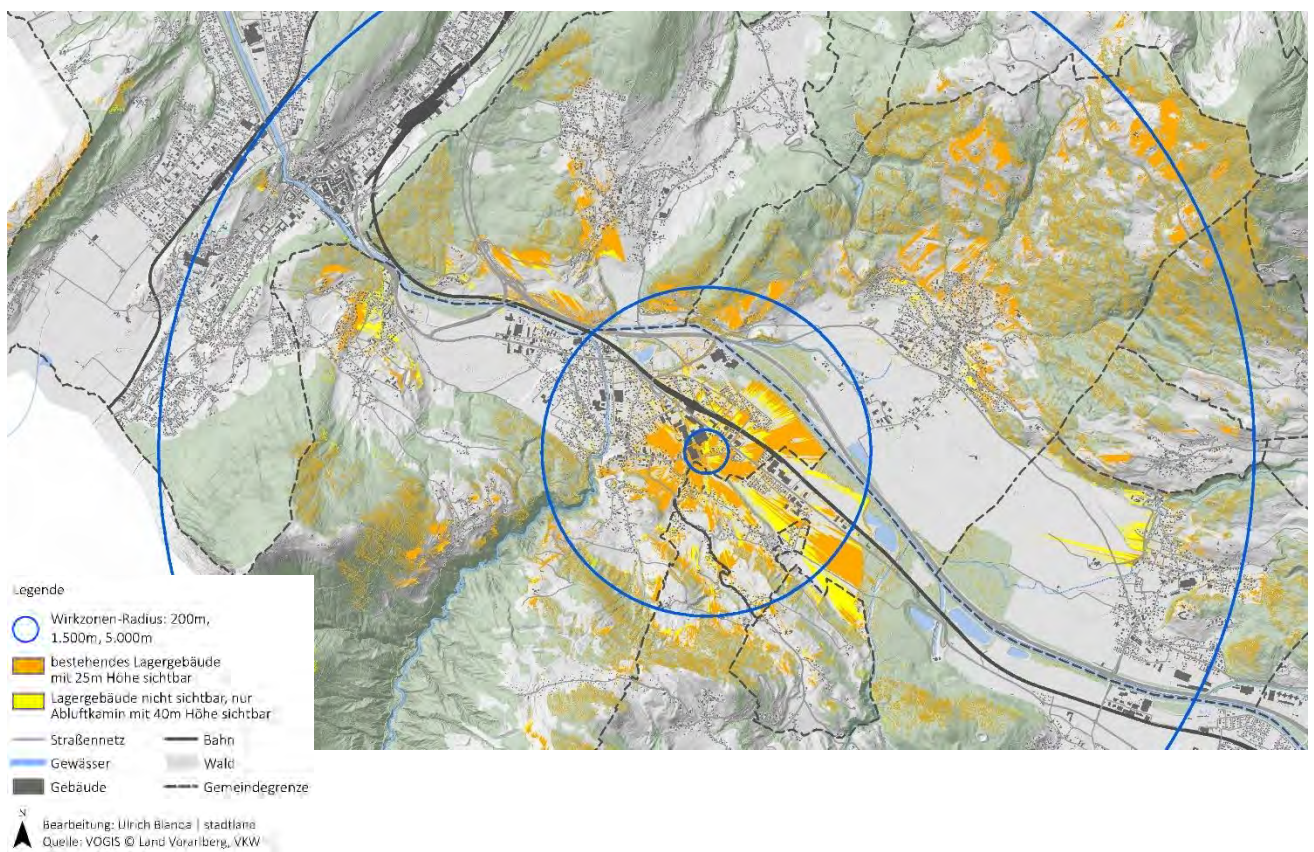 Legende
Wirkzonen-Radius: 200m,
1.500m, 5.000m
bestehendes Lagergebäude
mit 25m Höhe sichtbar
Lagergebäude nicht sichtbar, nur
Abluftkamin mit 40m Höhe sichtbar
Straßennetz
Bahn
Gewässer
Wald
Gebäude
Gemeindegrenze
N
Bearbeitung: Ulrich Bianca | stadtland
Quelle: VOGIS © Land Vorarlberg, VKW